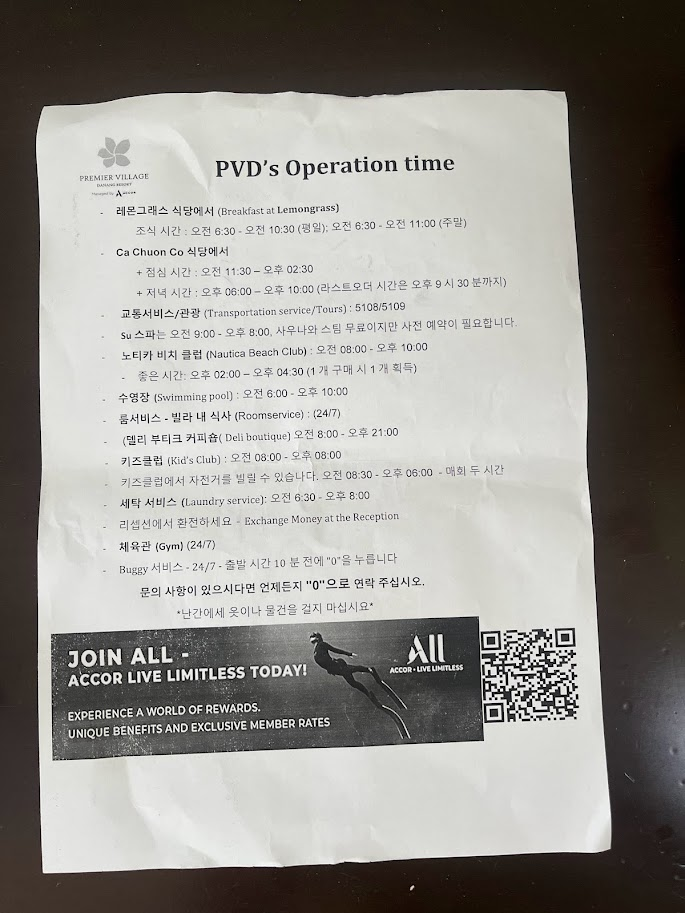 PREMIER VILLAGE
DANANG RESORT
Managed by Accor
PVD's Operation time
- 레몬그래스 식당에서 (Breakfast at Lemongrass)
조식 시간 : 오전 6:30 - 오전 10:30 (평일); 오전 6:30 - 오전 11:00 (주말)
- Ca Chuon Co 식당에서
+ 점심 시간 : 오전 11:30 – 오후 02:30
+ 저녁 시간 : 오후 06:00 – 오후 10:00 (라스트오더 시간은 오후 9 시 30 분까지)
- 교통서비스/관광 (Transportation service/Tours) : 5108/5109
- Su 스파는 오전 9:00 - 오후 8:00, 사우나와 스팀 무료이지만 사전 예약이 필요합니다.
- 노티카 비치 클럽 (Nautica Beach Club) : 오전 08:00 - 오후 10:00
- 좋은 시간: 오후 02:00 – 오후 04:30 (1 개 구매 시 1 개 획득)
- 수영장 (Swimming pool) : 오전 6:00 - 오후 10:00
- 룸서비스 - 빌라 내 식사 (Roomservice) : (24/7)
- (델리 부티크 커피숍( Deli boutique) 오전 8:00 - 오후 21:00
- 키즈클럽 (Kid's Club) : 오전 08:00 - 오후 08:00
- 키즈클럽에서 자전거를 빌릴 수 있습나다. 오전 08:30 - 오후 06:00 - 매회 두 시간
- 세탁 서비스 (Laundry service): 오전 6:30 - 오후 8:00
- 리셉션에서 환전하세요 - Exchange Money at the Reception
- 체육관 (Gym) (24/7)
- Buggy 서비스 - 24/7 - 출발 시간 10 분 전에 "0"을 누릅니다
문의 사항이 있으시다면 언제든지 "0"으로 연락 주십시오.
*난간에세 옷이나 물건을 걸지 마십시요*
JOIN ALL -
ACCOR LIVE LIMITLESS TODAY!
EXPERIENCE A WORLD OF REWARDS.
UNIQUE BENEFITS AND EXCLUSIVE MEMBER RATES
All
ACCOR LIVE LIMITLESS